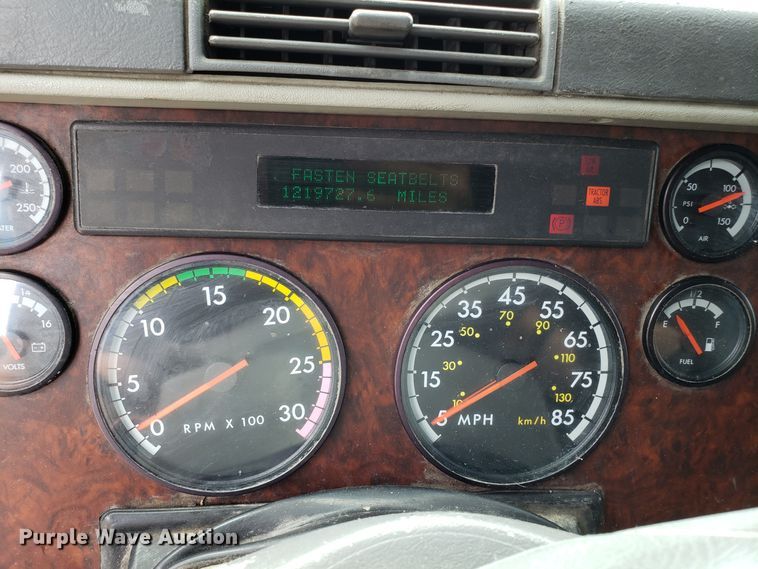 FASTEN SEATBELTS
1219727.6 MILES
TRACTOR
ABS
(P)
200
250
ATER
14
16
VOLTS
0
5
10
15
20
25
30
RPM X 100
5
15
25
35
45
55
65
75
85
MPH
km/h
10
30
50
70
90
110
130
0
50
100
150
PSI
AIR
E
1/2
F
FUEL
Purple Wave Auction